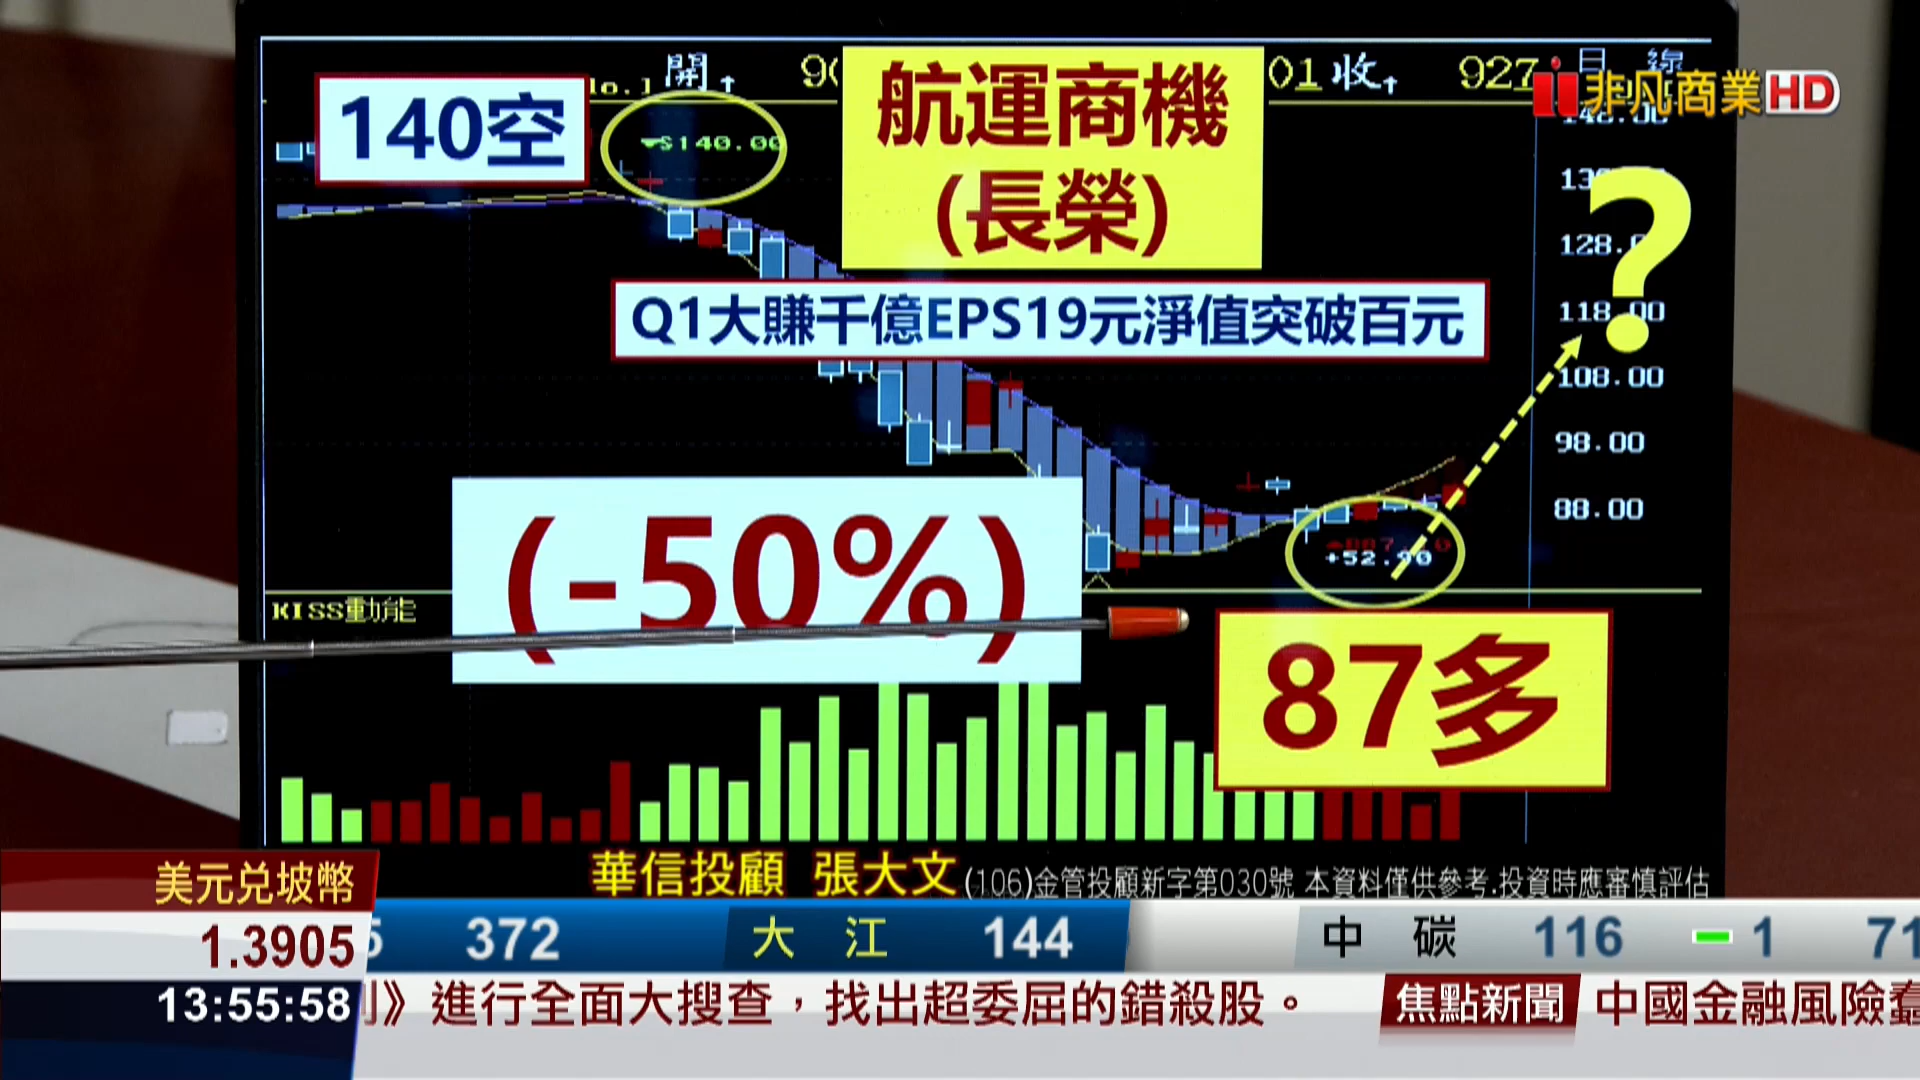 開↑
01收↑ 927
日 線
非凡商業HD
140空
▼S140.00
航運商機
(長榮)
128.0
118.00
108.00
98.00
88.00
Q1大賺千億EPS19元淨值突破百元
?
(-50%)
+52.90
87多
KISS動能
華信投顧 張大文 (106)金管投顧新字第030號 本資料僅供參考.投資時應審慎評估
美元兌坡幣
1.3905
372 大江 144 中碳 116 1 71
13:55:58
》進行全面大搜查，找出超委屈的錯殺股。 焦點新聞 中國金融風險